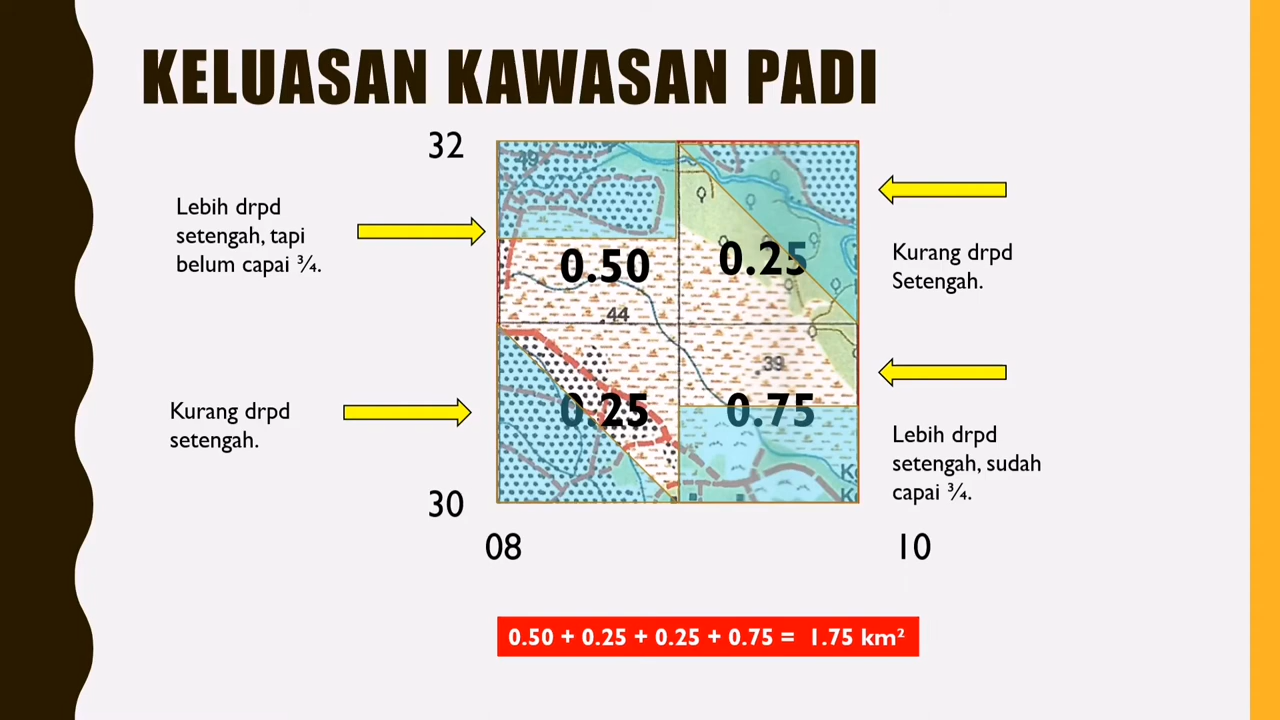 KELUASAN KAWASAN PADI
32
Lebih drpd
setengah, tapi
belum capai ¾.
49
0.50
0.25
Kurang drpd
Setengah.
44
39
Kurang drpd
setengah.
0.25
0.75
Lebih drpd
setengah, sudah
capai ¾.
30
08
10
0.50 + 0.25 + 0.25 + 0.75 = 1.75 km²